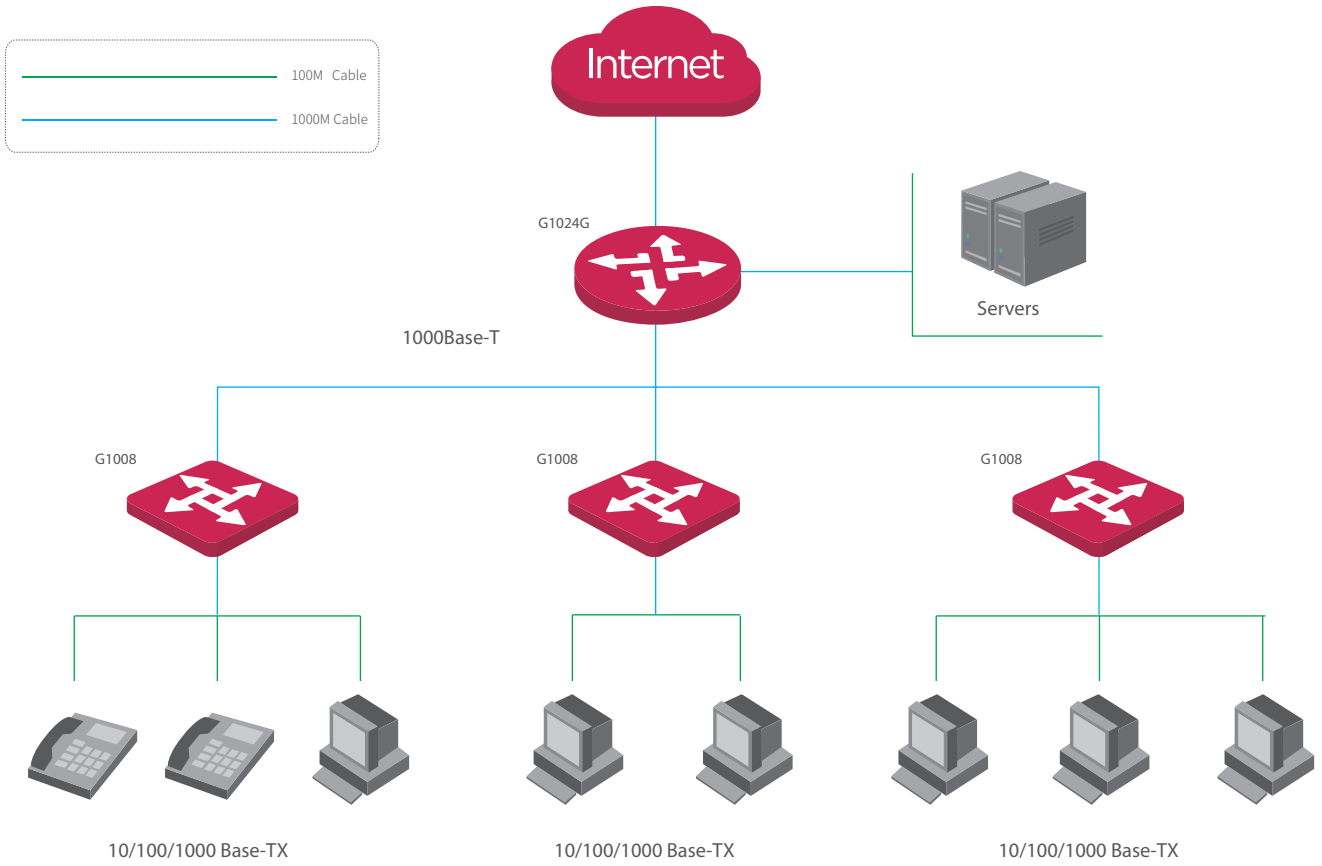 Internet
100M Cable
1000M Cable
G1024G
Servers
1000Base-T
G1008
G1008
G1008
10/100/1000 Base-TX
10/100/1000 Base-TX
10/100/1000 Base-TX